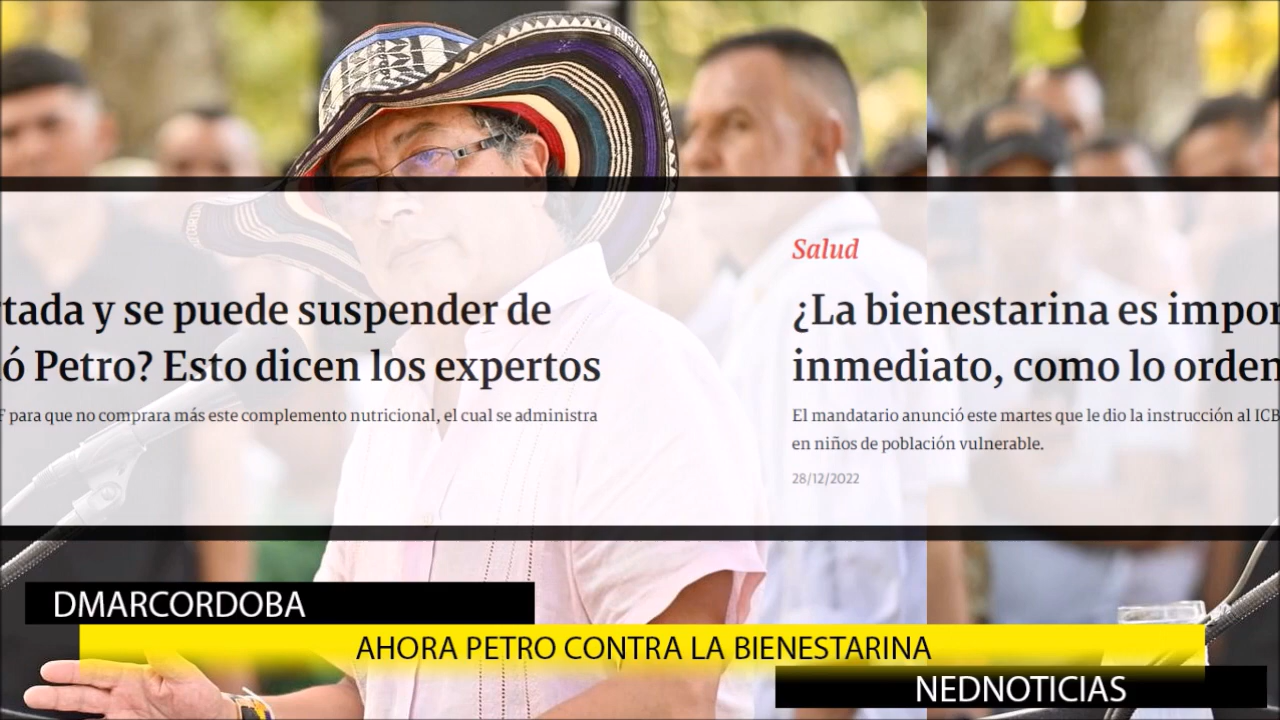 tada y se puede suspender de
ó Petro? Esto dicen los expertos
F para que no comprara más este complemento nutricional, el cual se administra
Salud
¿La bienestarina es impor
inmediato, como lo orden
El mandatario anunció este martes que le dio la instrucción al ICB
en niños de población vulnerable.
28/12/2022
DMARCORDOBA
AHORA PETRO CONTRA LA BIENESTARINA
NEDNOTICIAS